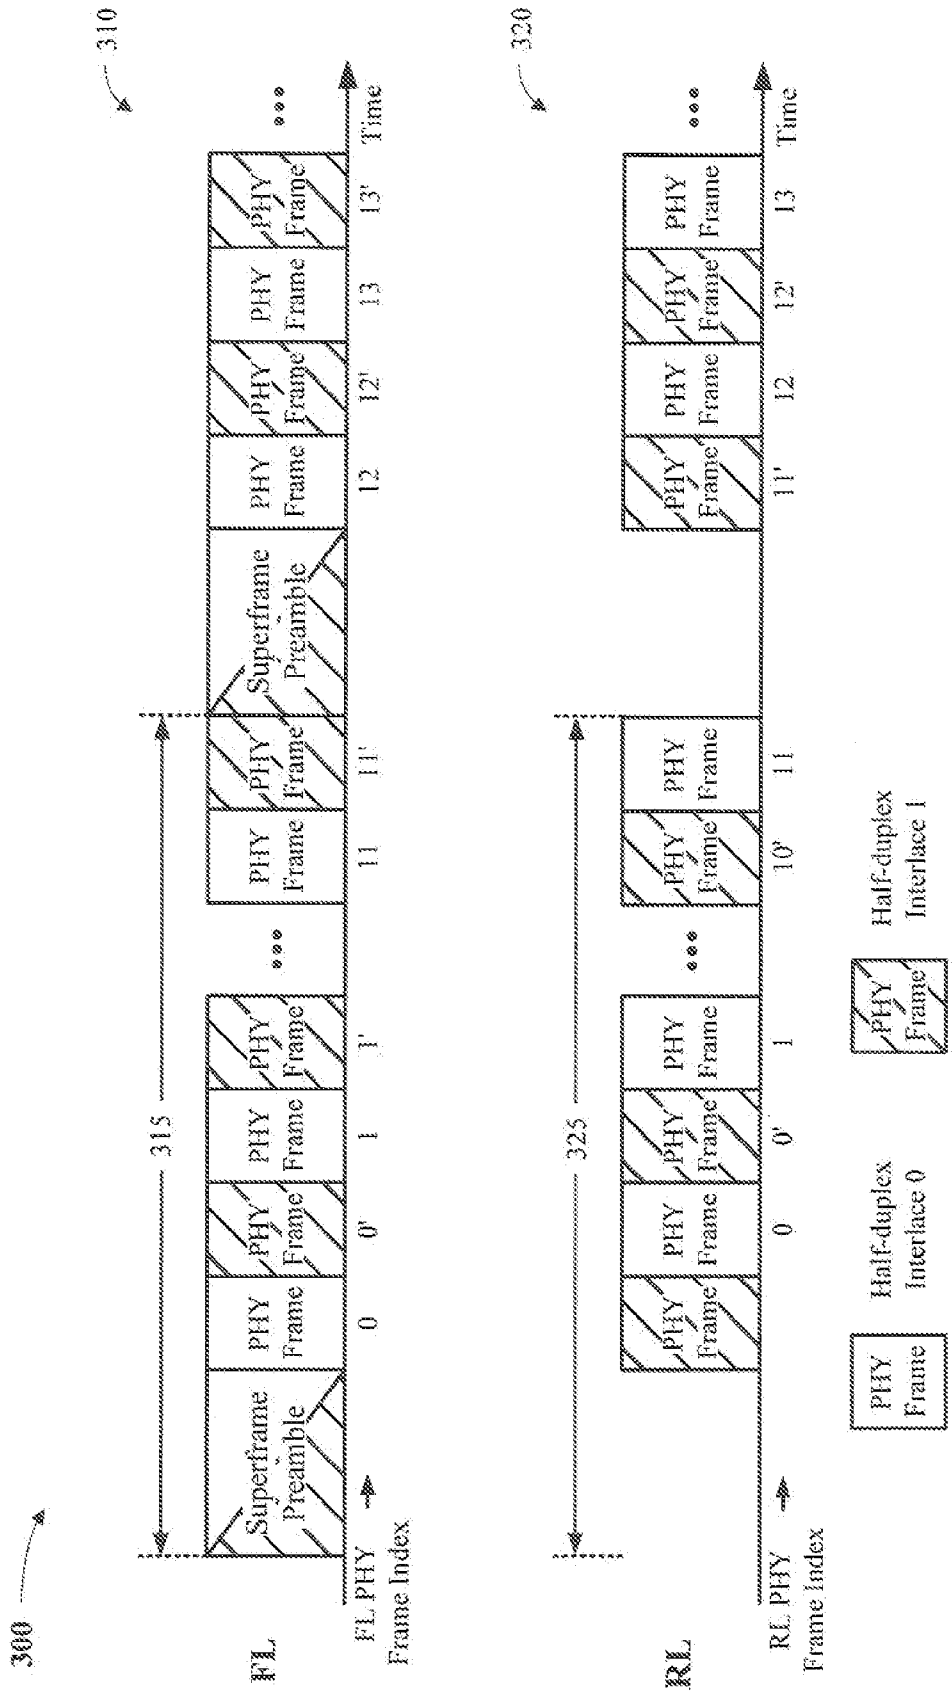 300
310
315
FL
Superframe
Preamble
PHY
Frame
PHY
Frame
PHY
Frame
PHY
Frame
•••
PHY
Frame
PHY
Frame
Superframe
Preamble
PHY
Frame
PHY
Frame
PHY
Frame
PHY
Frame
•••
FL PHY
Frame Index
0
0'
1
1'
11
11'
12
12'
13
13'
Time
320
325
RL
PHY
Frame
PHY
Frame
PHY
Frame
PHY
Frame
•••
PHY
Frame
PHY
Frame
PHY
Frame
PHY
Frame
PHY
Frame
PHY
Frame
•••
RL PHY
Frame Index
0
0'
1
10'
11
11'
12
12'
13
Time
PHY
Frame
Half-duplex
Interlace 0
PHY
Frame
Half-duplex
Interlace 1